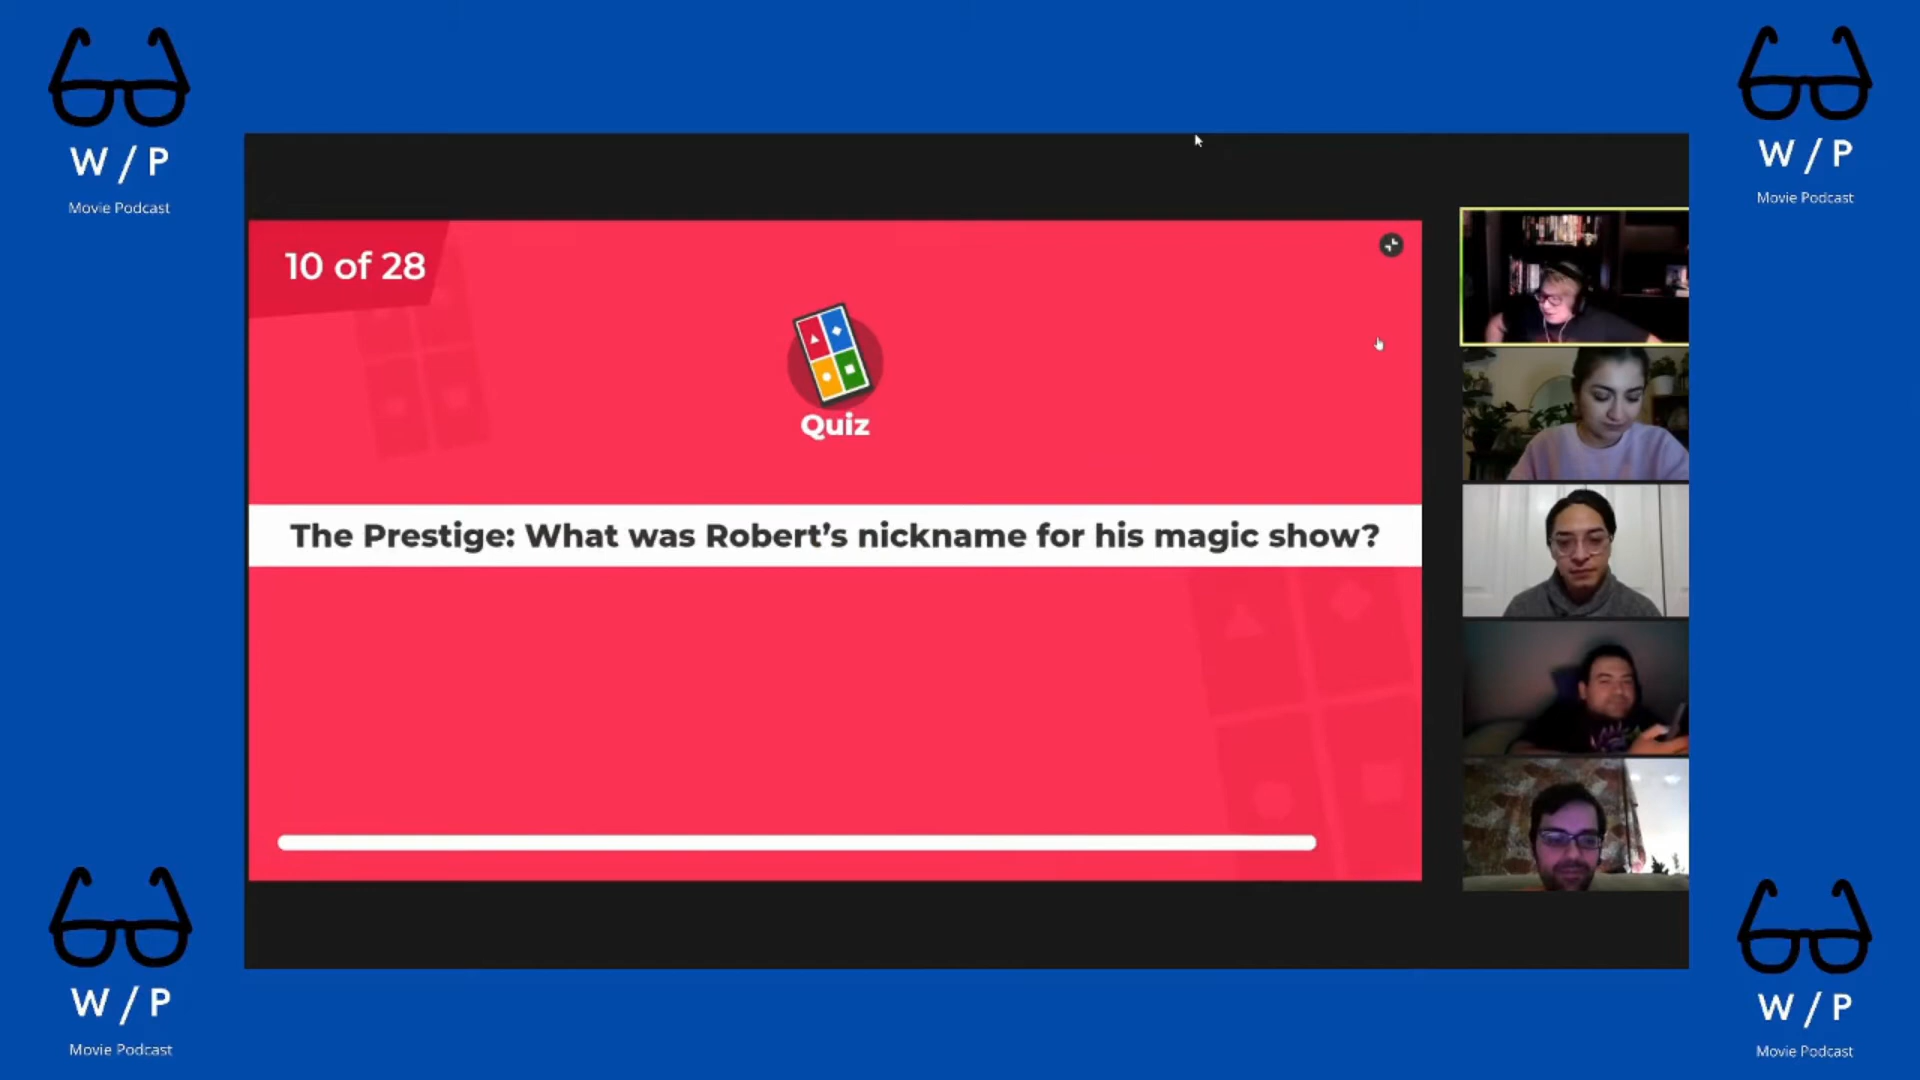 W / P
Movie Podcast
W / P
Movie Podcast
10 of 28
Quiz
The Prestige: What was Robert’s nickname for his magic show?
W / P
Movie Podcast
W / P
Movie Podcast